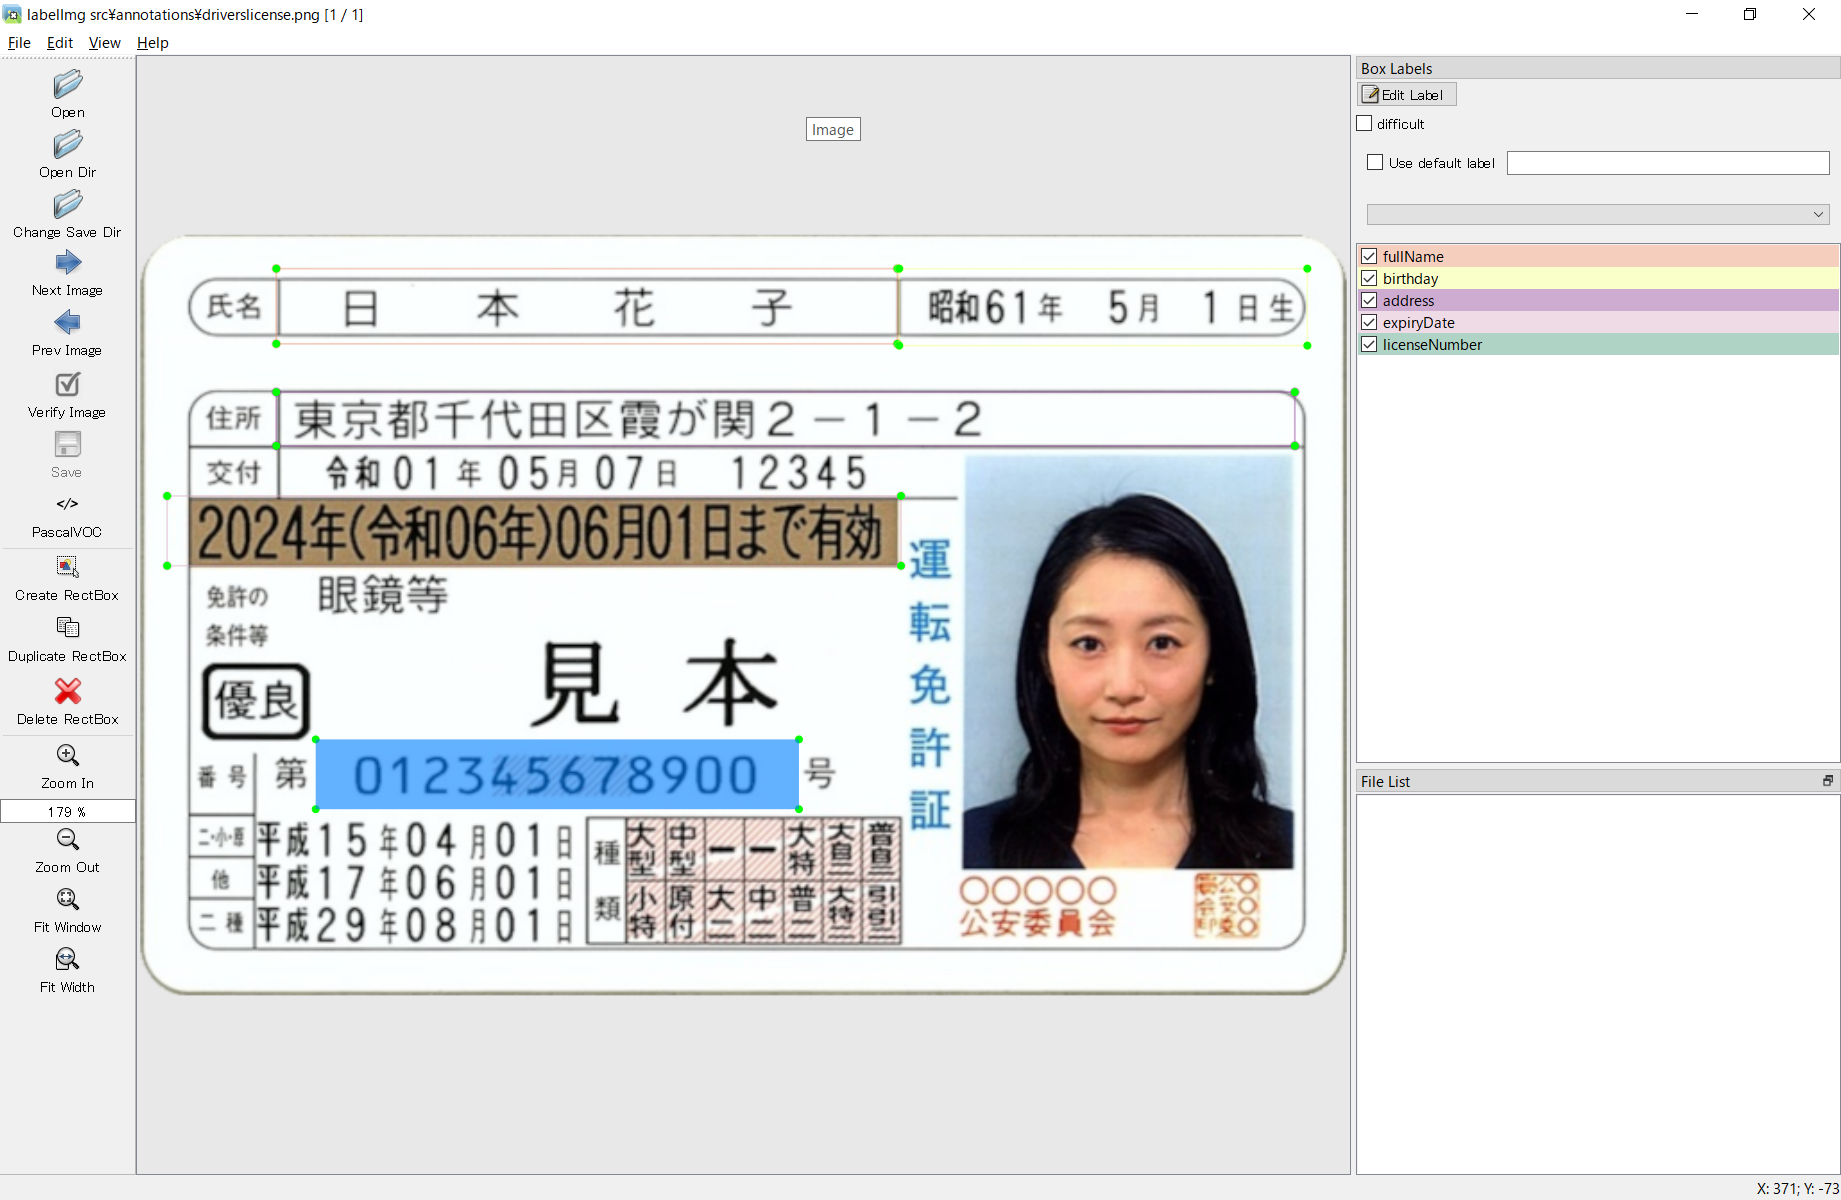 labelImg src¥annotations¥driverslicense.png [1 / 1]
File Edit View Help
Open
Open Dir
Change Save Dir
Next Image
Prev Image
Verify Image
Save
</>
PascalVOC
Create RectBox
Duplicate RectBox
Delete RectBox
Zoom In
179 %
Zoom Out
Fit Window
Fit Width
Image
氏名 日本花子 昭和61年 5月 1日生
住所 東京都千代田区霞が関2-1-2
交付 令和01年05月07日 12345
2024年(令和06年)06月01日まで有効
免許の
条件等
眼鏡等
見本
優良
番号 第 012345678900 号
二・小・原 平成15年04月01日
他 平成17年06月01日
二種 平成29年08月01日
種類
大型 中型 ー ー 大特 大自二 普自二
小特 原付 大二 中二 普二 大特二 引引二
運転免許証
○○○○○
公安委員会
Box Labels
Edit Label
difficult
Use default label
fullName
birthday
address
expiryDate
licenseNumber
File List
X: 371; Y: -73